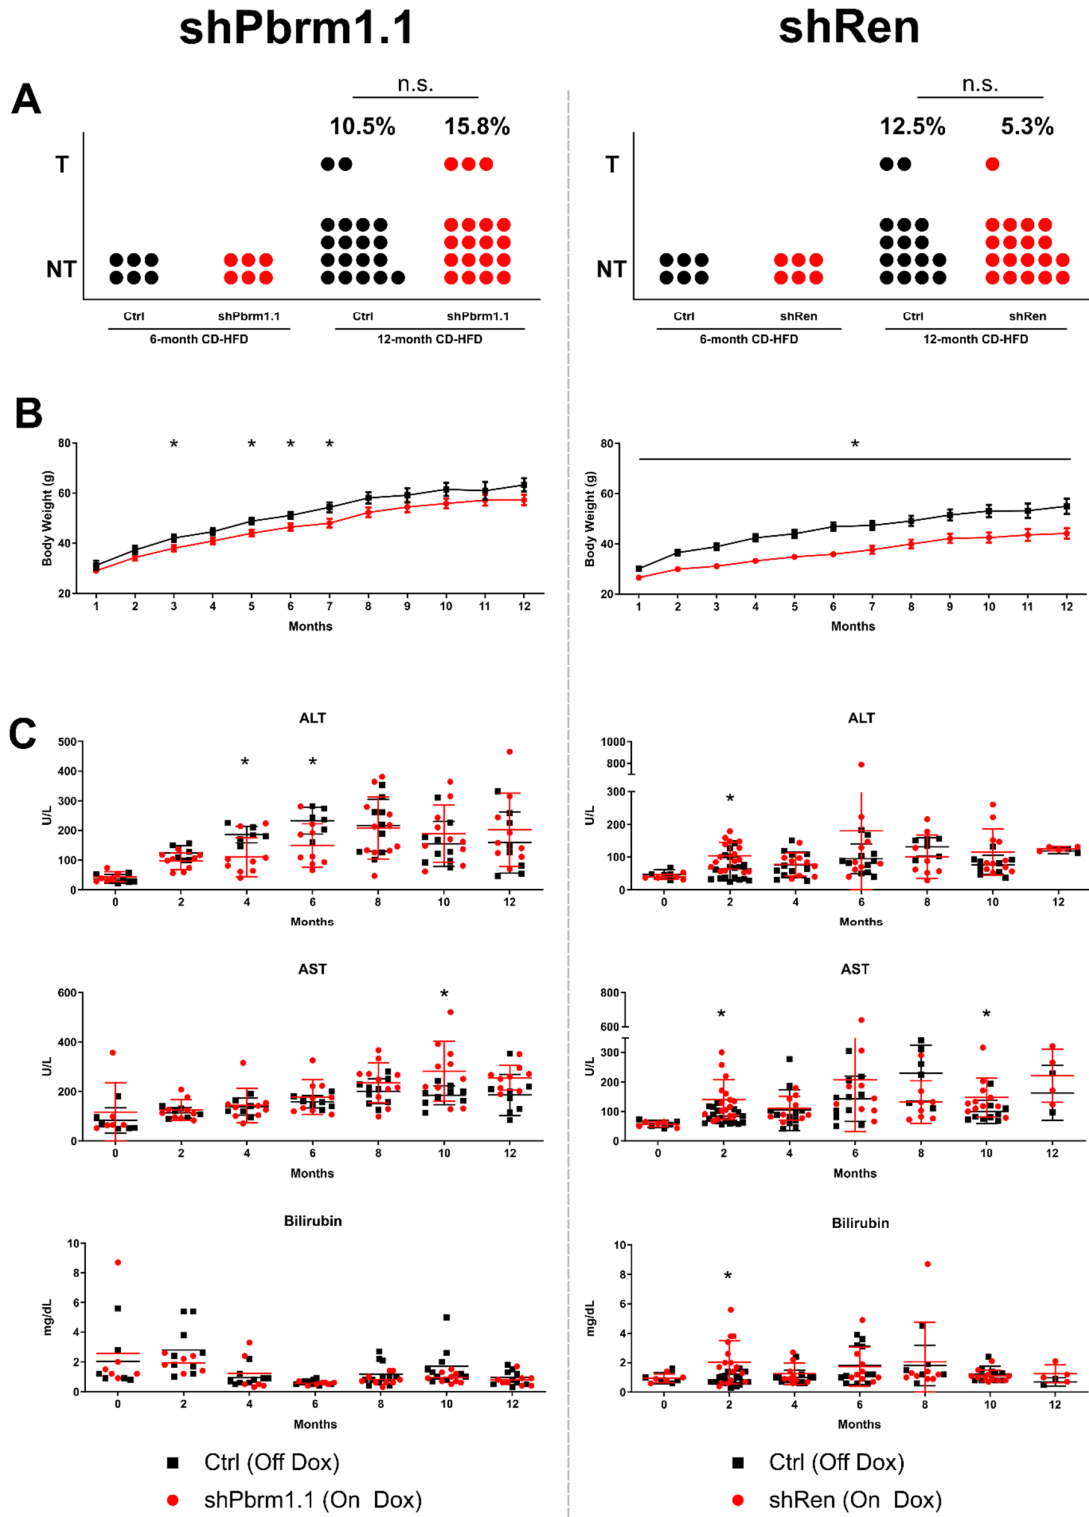 shPbrm1.1
shRen
A
n.s.
10.5% 15.8%
T
NT
Ctrl shPbrm1.1 Ctrl shPbrm1.1
6-month CD-HFD 12-month CD-HFD
n.s.
12.5% 5.3%
T
NT
Ctrl shRen Ctrl shRen
6-month CD-HFD 12-month CD-HFD
B
Body Weight (g)
80
60
40
20
* * * *
1 2 3 4 5 6 7 8 9 10 11 12
Months
Body Weight (g)
80
60
40
20
*
1 2 3 4 5 6 7 8 9 10 11 12
Months
C
ALT
U/L
500
400
300
200
100
0
* *
0 2 4 6 8 10 12
Months
ALT
U/L
1000
800
600
300
200
100
0
*
0 2 4 6 8 10 12
Months
AST
U/L
600
400
200
0
*
0 2 4 6 8 10 12
Months
AST
U/L
800
600
300
200
100
0
* *
0 2 4 6 8 10 12
Months
Bilirubin
mg/dL
10
8
6
4
2
0
0 2 4 6 8 10 12
Months
Bilirubin
mg/dL
10
8
6
4
2
0
*
0 2 4 6 8 10 12
Months
Ctrl (Off Dox)
shPbrm1.1 (On Dox)
Ctrl (Off Dox)
shRen (On Dox)